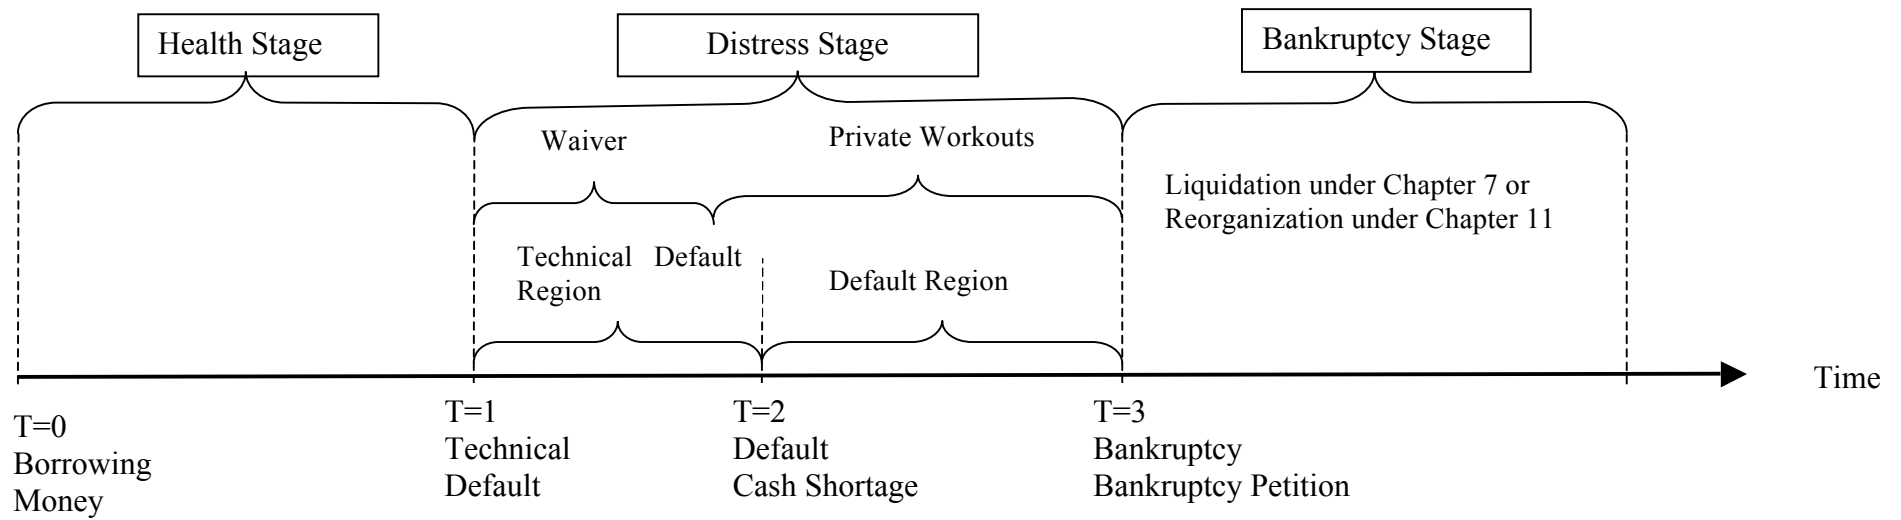 Health Stage
Distress Stage
Bankruptcy Stage
Waiver
Private Workouts
Liquidation under Chapter 7 or
Reorganization under Chapter 11
Technical Default
Region
Default Region
Time
T=0
Borrowing
Money
T=1
Technical
Default
T=2
Default
Cash Shortage
T=3
Bankruptcy
Bankruptcy Petition